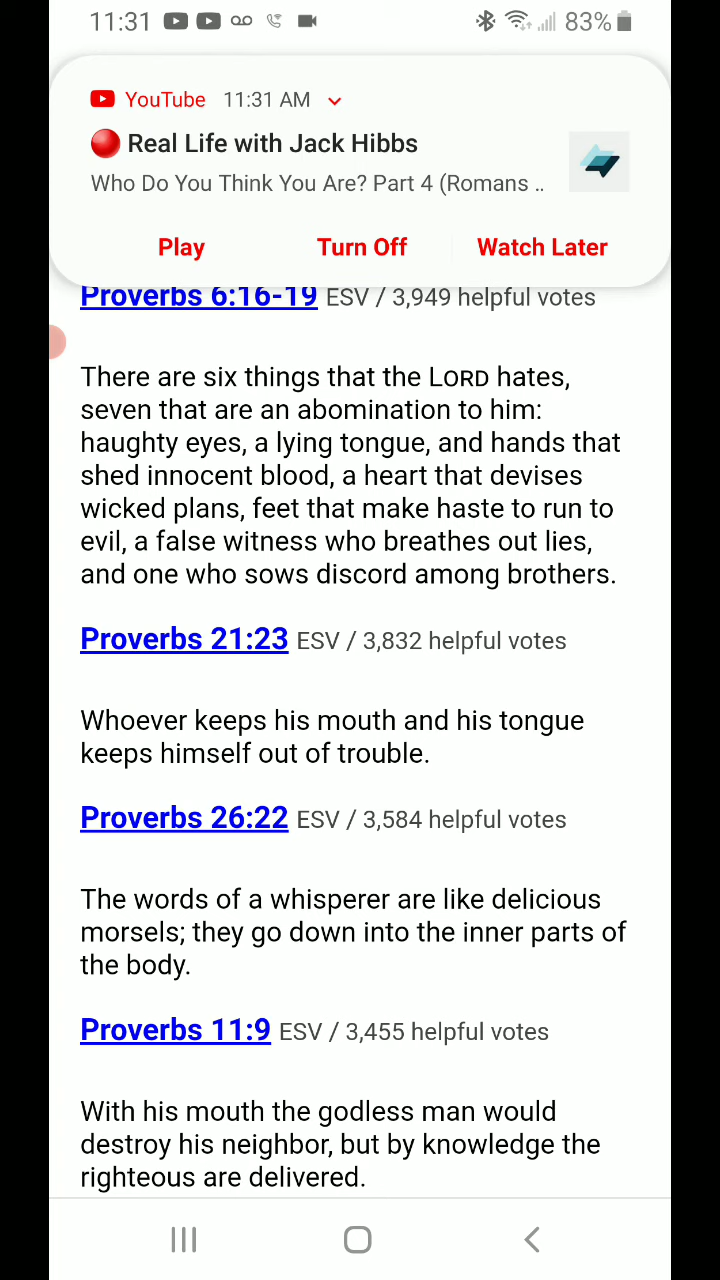 11:31 83%
YouTube 11:31 AM
Real Life with Jack Hibbs
Who Do You Think You Are? Part 4 (Romans ..
Play Turn Off Watch Later
Proverbs 6:16-19 ESV / 3,949 helpful votes
There are six things that the LORD hates,
seven that are an abomination to him:
haughty eyes, a lying tongue, and hands that
shed innocent blood, a heart that devises
wicked plans, feet that make haste to run to
evil, a false witness who breathes out lies,
and one who sows discord among brothers.
Proverbs 21:23 ESV / 3,832 helpful votes
Whoever keeps his mouth and his tongue
keeps himself out of trouble.
Proverbs 26:22 ESV / 3,584 helpful votes
The words of a whisperer are like delicious
morsels; they go down into the inner parts of
the body.
Proverbs 11:9 ESV / 3,455 helpful votes
With his mouth the godless man would
destroy his neighbor, but by knowledge the
righteous are delivered.